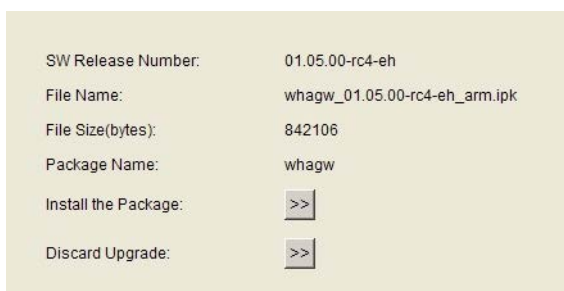 SW Release Number: 01.05.00-rc4-eh
File Name: whagw_01.05.00-rc4-eh_arm.ipk
File Size(bytes): 842106
Package Name: whagw
Install the Package: >>
Discard Upgrade: >>